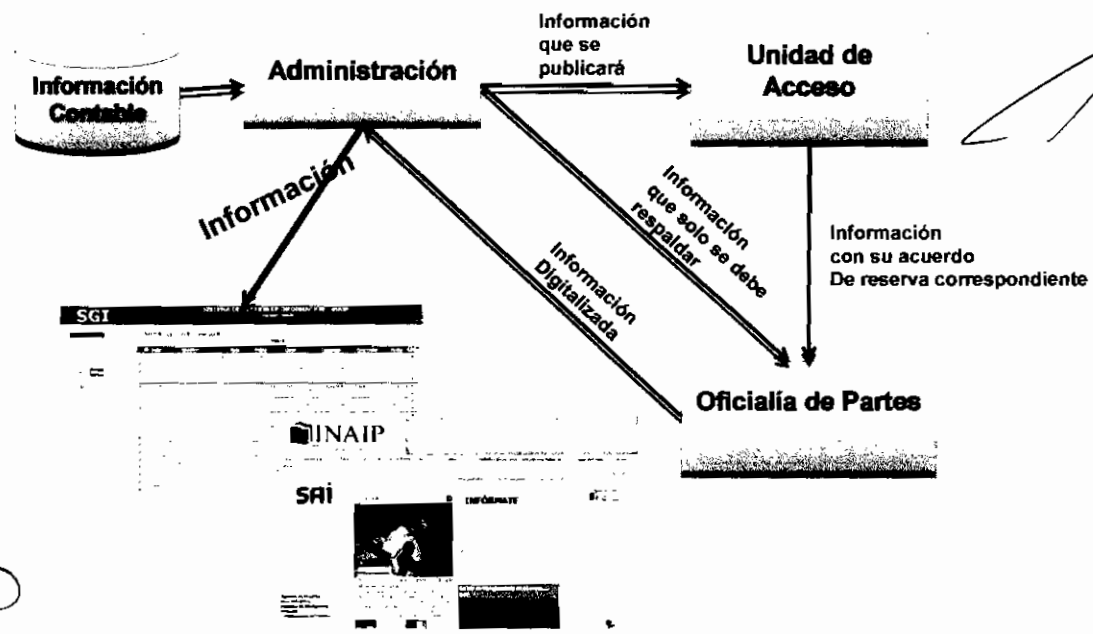 Información
Contable
Administración
Información
que se
publicará
Unidad de
Acceso
Información
Información
que solo se debe
respaldar
Información
Digitalizada
Información
con su acuerdo
De reserva correspondiente
Oficialía de Partes
SGI
INAIP
SAI
INFÓRMATE